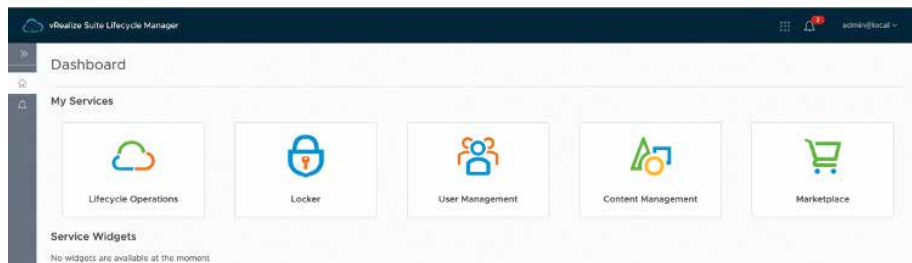 vRealize Suite Lifecycle Manager
3
admin@local
Dashboard
My Services
Lifecycle Operations
Locker
User Management
Content Management
Marketplace
Service Widgets
No widgets are available at the moment